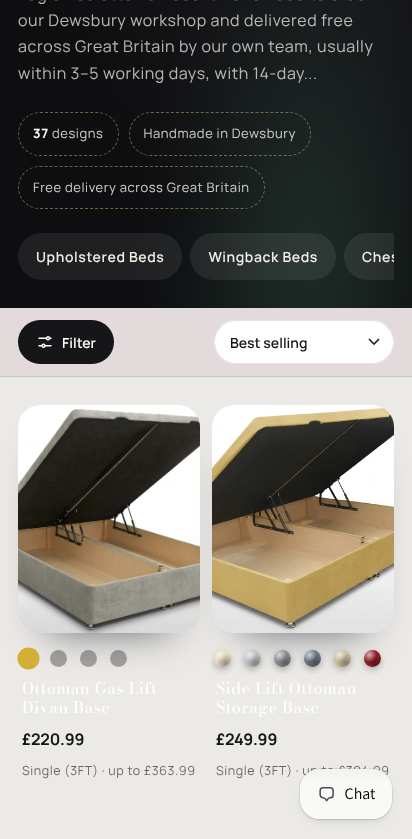 our Dewsbury workshop and delivered free
across Great Britain by our own team, usually
within 3–5 working days, with 14-day...
37 designs
Handmade in Dewsbury
Free delivery across Great Britain
Upholstered Beds
Wingback Beds
Ches
Filter
Best selling
Ottoman Gas Lift
Divan Base
£220.99
Single (3FT) · up to £363.99
Side Lift Ottoman
Storage Base
£249.99
Single (3FT) · up to £394.99
Chat